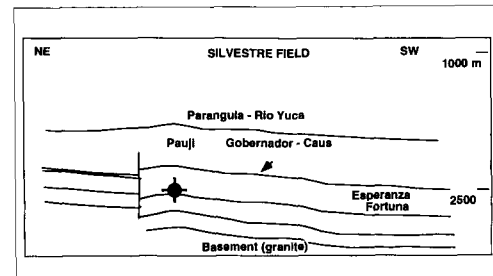 NE SILVESTRE FIELD SW
1000 m
Parangula - Rio Yuca
Pauji Gobernador - Caus
Esperanza
Fortuna 2500
Basement (granite)